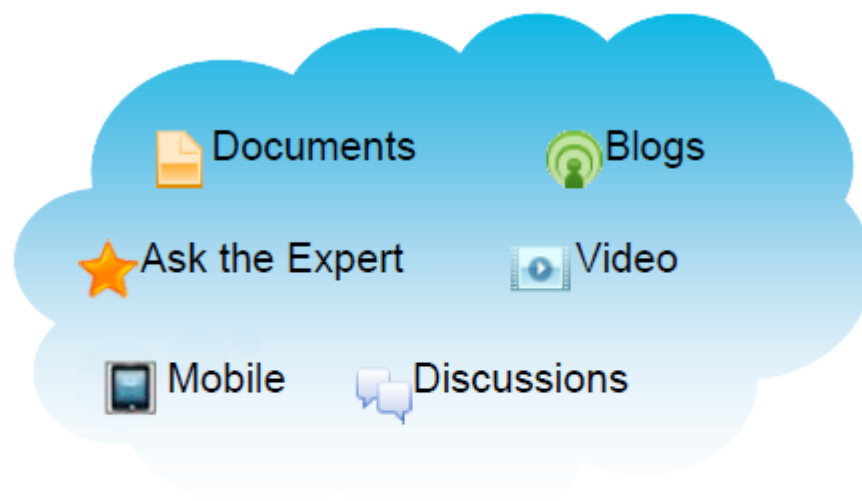 Documents
Blogs
Ask the Expert
Video
Mobile
Discussions